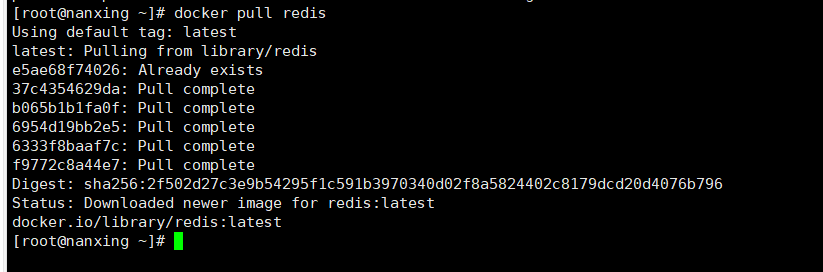 [root@nanxing ~]# docker pull redis
Using default tag: latest
latest: Pulling from library/redis
e5ae68f74026: Already exists
37c4354629da: Pull complete
b065b1b1fa0f: Pull complete
6954d19bb2e5: Pull complete
6333f8baaf7c: Pull complete
f9772c8a44e7: Pull complete
Digest: sha256:2f502d27c3e9b54295f1c591b3970340d02f8a5824402c8179dcd20d4076b796
Status: Downloaded newer image for redis:latest
docker.io/library/redis:latest
[root@nanxing ~]#